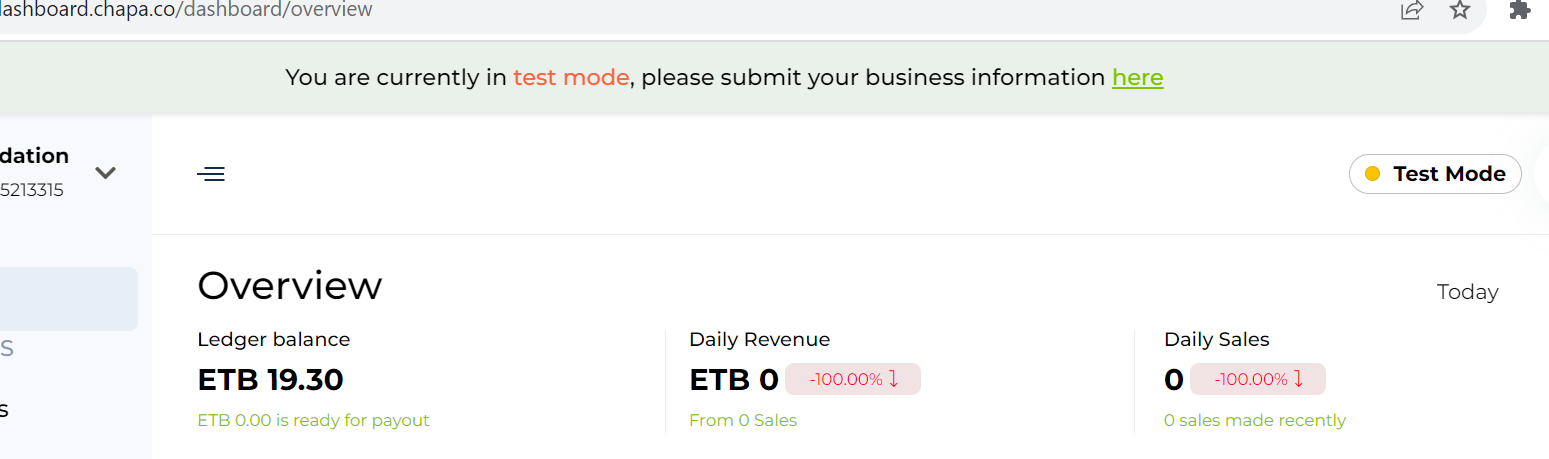 dashboard.chapa.co/dashboard/overview
You are currently in test mode, please submit your business information here
dation
5213315
Test Mode
Overview
Today
Ledger balance
Daily Revenue
Daily Sales
ETB 19.30
ETB 0 -100.00% ⤵
0 -100.00% ⤵
ETB 0.00 is ready for payout
From 0 Sales
0 sales made recently
S
s